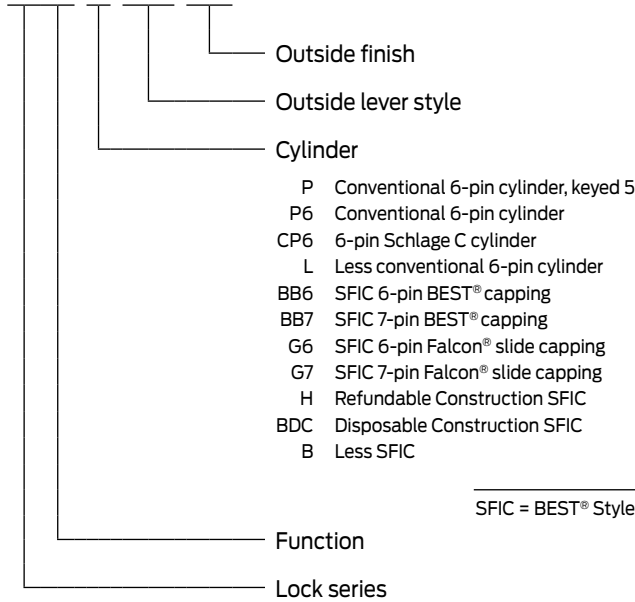 Outside finish
Outside lever style
Cylinder
P Conventional 6-pin cylinder, keyed 5
P6 Conventional 6-pin cylinder
CP6 6-pin Schlage C cylinder
L Less conventional 6-pin cylinder
BB6 SFIC 6-pin BEST® capping
BB7 SFIC 7-pin BEST® capping
G6 SFIC 6-pin Falcon® slide capping
G7 SFIC 7-pin Falcon® slide capping
H Refundable Construction SFIC
BDC Disposable Construction SFIC
B Less SFIC
SFIC = BEST® Style
Function
Lock series